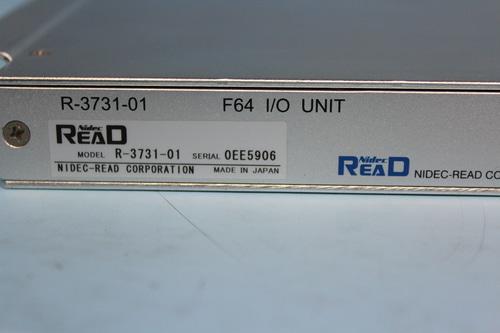 R-3731-01 F64 I/O UNIT
Nidec
READ
MODEL R-3731-01 SERIAL 0EE5906
NIDEC-READ CORPORATION MADE IN JAPAN
Nidec
READ NIDEC-READ CO